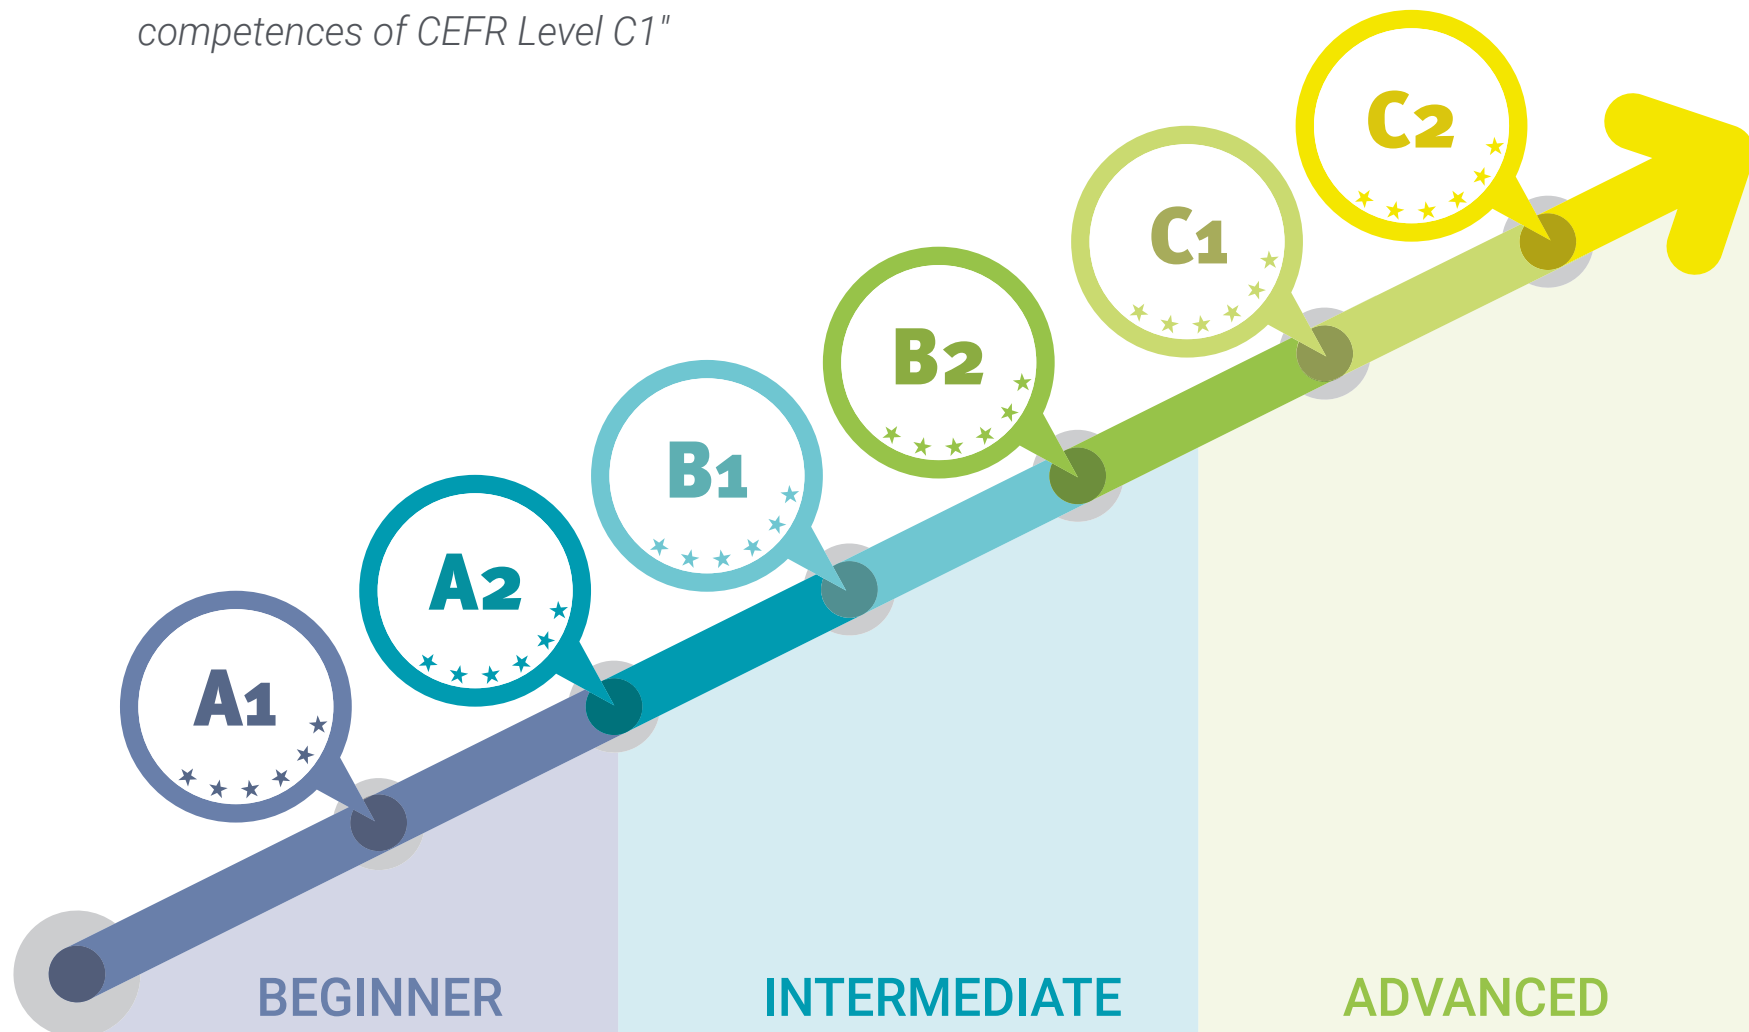 competences of CEFR Level C1"
C2
C1
B2
B1
A2
A1
BEGINNER INTERMEDIATE ADVANCED